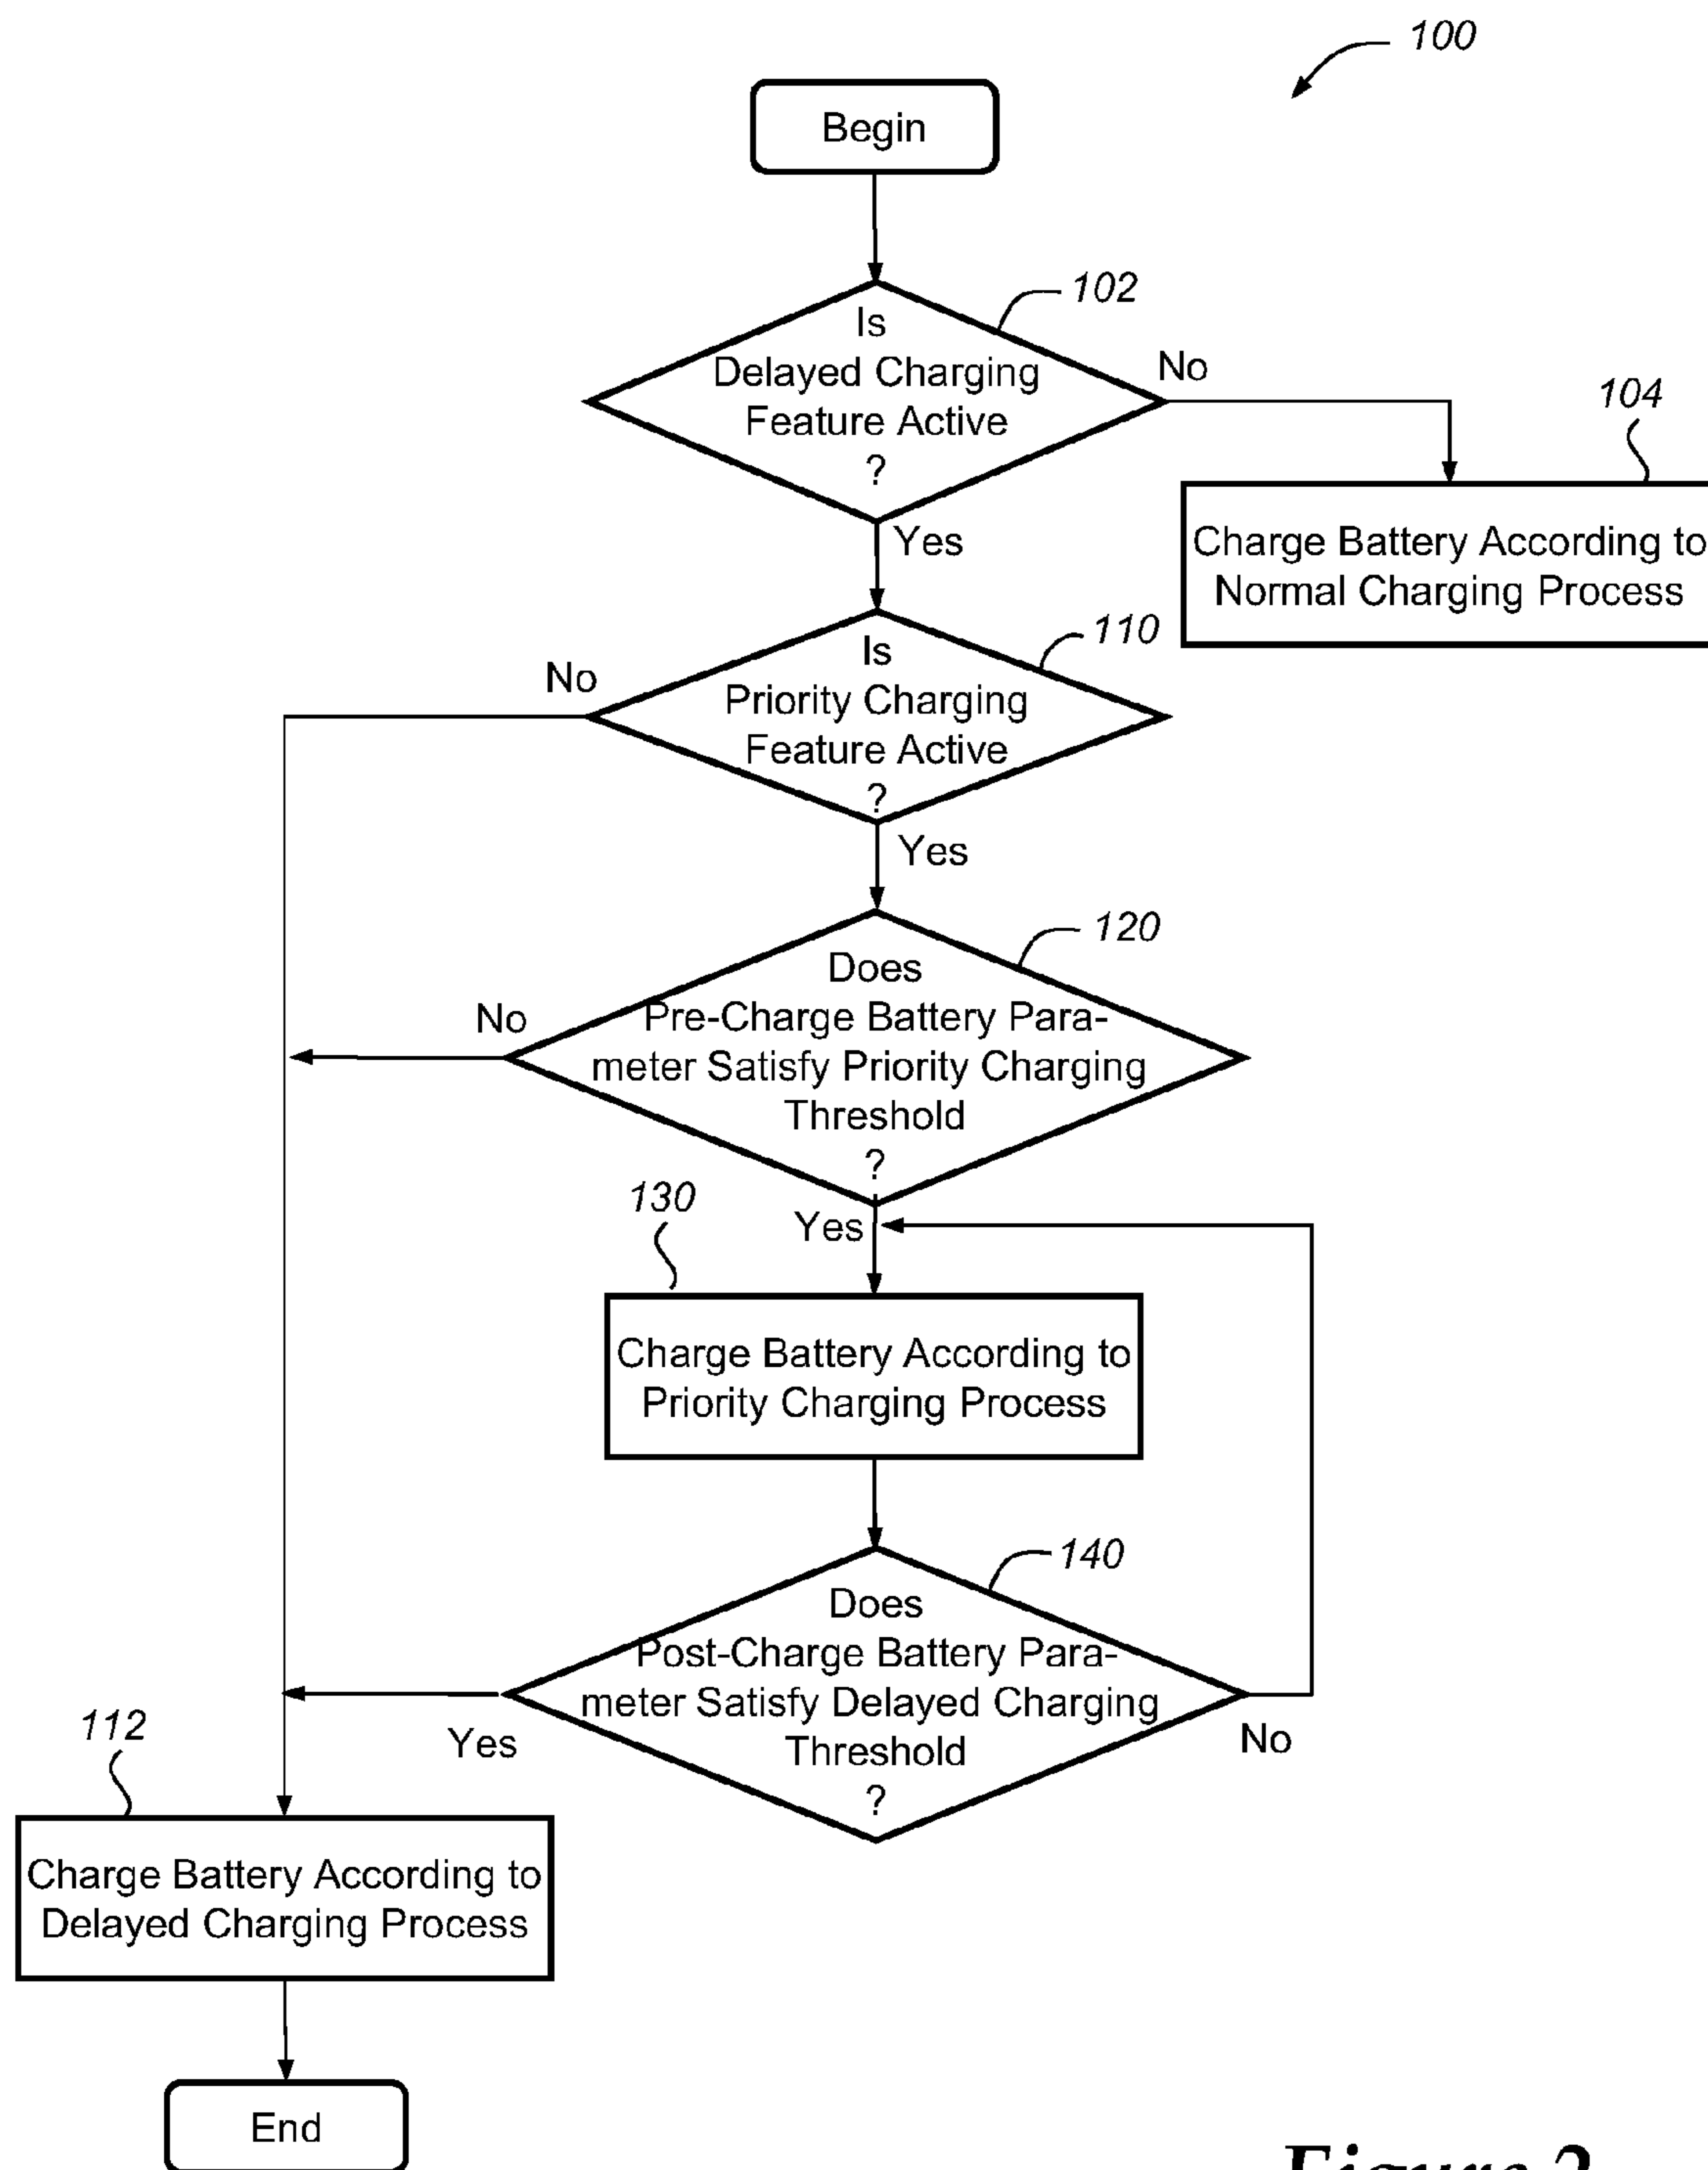 100
Begin
102
Is
Delayed Charging
Feature Active
?
No
104
Yes
Charge Battery According to
Normal Charging Process
110
Is
Priority Charging
Feature Active
?
No
Yes
120
Does
Pre-Charge Battery Para-
meter Satisfy Priority Charging
Threshold
?
No
130
Yes
Charge Battery According to
Priority Charging Process
140
Does
Post-Charge Battery Para-
meter Satisfy Delayed Charging
Threshold
?
112
Yes
No
Charge Battery According to
Delayed Charging Process
End
Figure 2